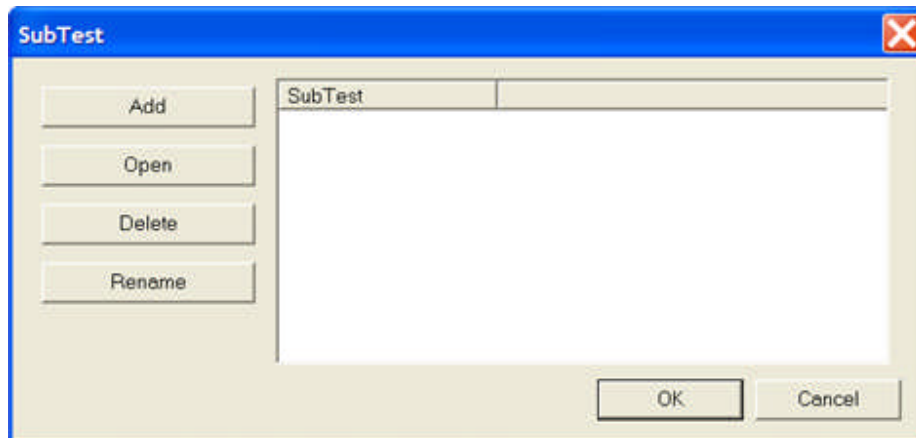 SubTest
Add
Open
Delete
Rename
SubTest
OK
Cancel